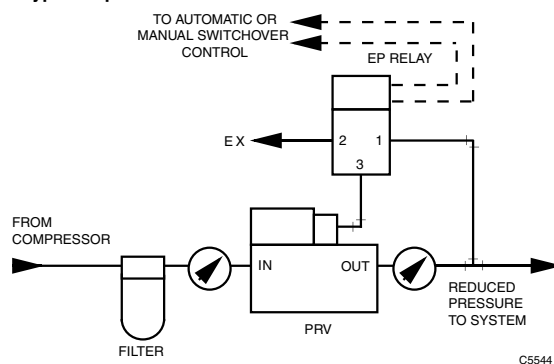 TO AUTOMATIC OR
MANUAL SWITCHOVER
CONTROL
EP RELAY
EX
2
1
3
FROM
COMPRESSOR
IN
OUT
REDUCED
PRESSURE
TO SYSTEM
PRV
FILTER
C5544